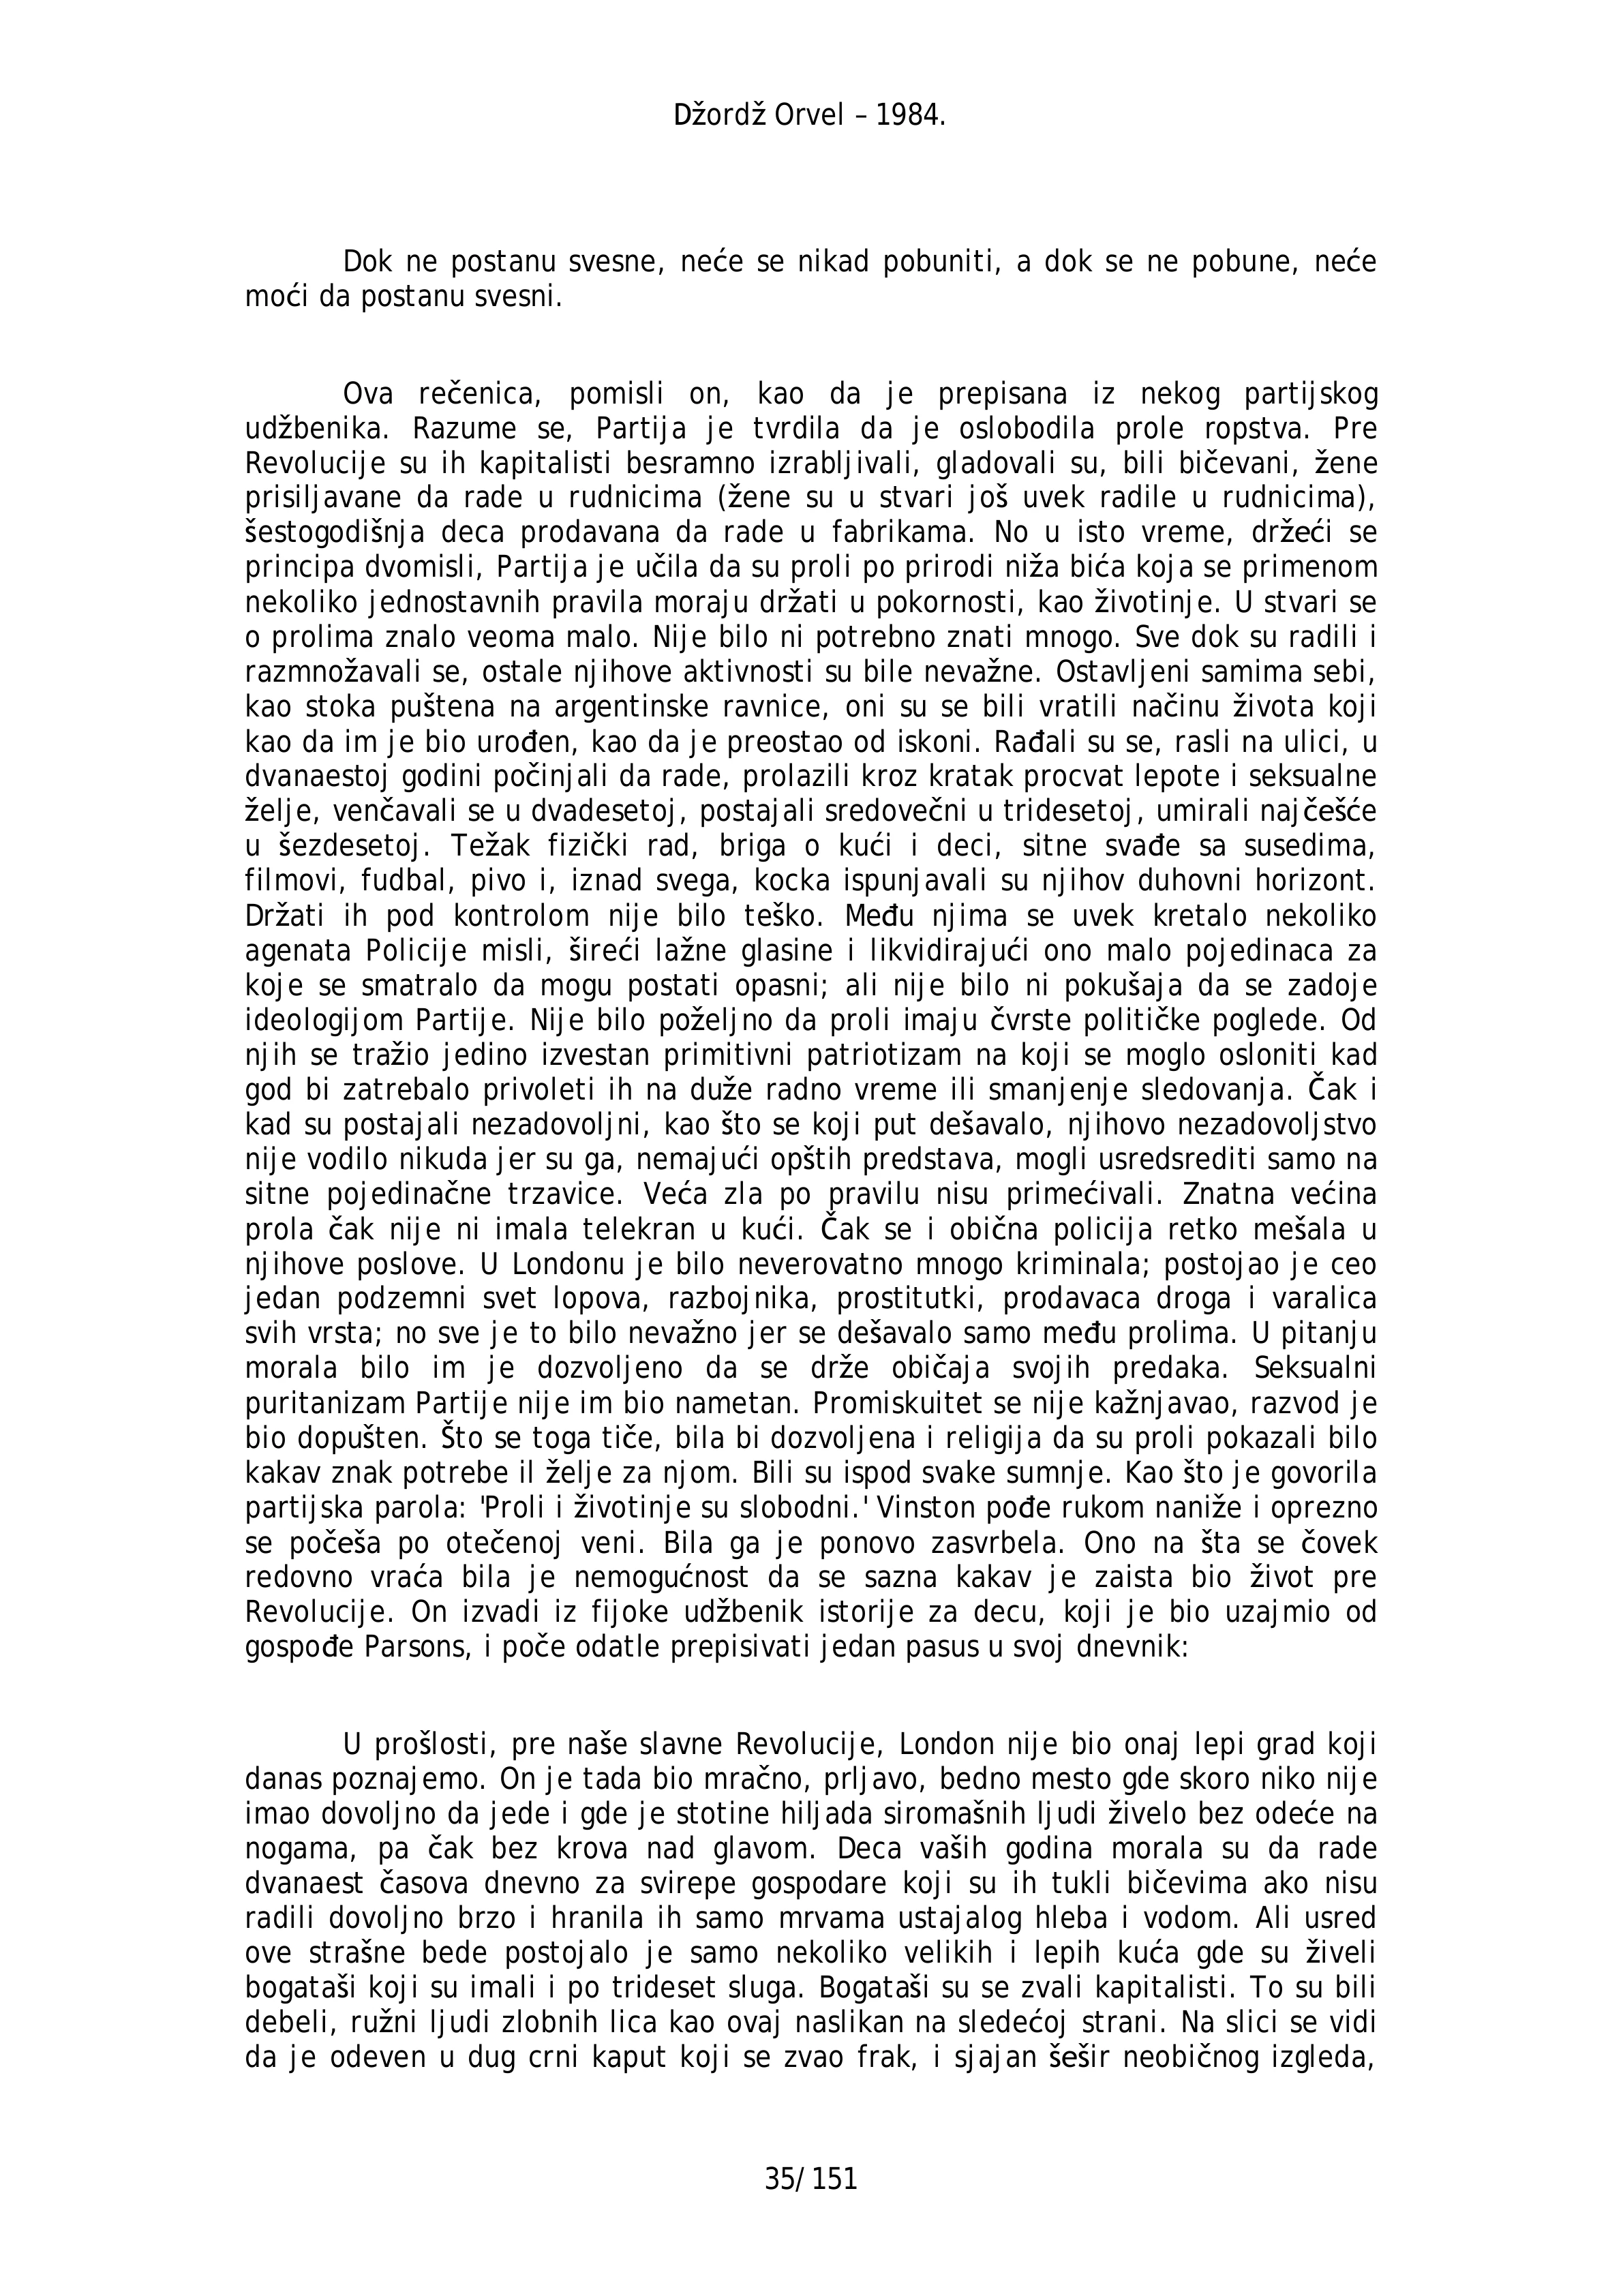 Džordž Orvel – 1984.
Dok ne postanu svesne, neće se nikad pobuniti, a dok se ne pobune, neće
moći da postanu svesni.
Ova rečenica, pomisli on, kao da je prepisana iz nekog partijskog
udžbenika. Razume se, Partija je tvrdila da je oslobodila prole ropstva. Pre
Revolucije su ih kapitalisti besramno izrabljivali, gladovali su, bili bičevani, žene
prisiljavane da rade u rudnicima (žene su u stvari još uvek radile u rudnicima),
šestogodišnja deca prodavana da rade u fabrikama. No u isto vreme, držeći se
principa dvomisli, Partija je učila da su proli po prirodi niža bića koja se primenom
nekoliko jednostavnih pravila moraju držati u pokornosti, kao životinje. U stvari se
o prolima znalo veoma malo. Nije bilo ni potrebno znati mnogo. Sve dok su radili i
razmnožavali se, ostale njihove aktivnosti su bile nevažne. Ostavljeni samima sebi,
kao stoka puštena na argentinske ravnice, oni su se bili vratili načinu života koji
kao da im je bio urođen, kao da je preostao od iskoni. Rađali su se, rasli na ulici, u
dvanaestoj godini počinjali da rade, prolazili kroz kratak procvat lepote i seksualne
želje, venčavali se u dvadesetoj, postajali sredovečni u tridesetoj, umirali najčešće
u šezdesetoj. Težak fizički rad, briga o kući i deci, sitne svađe sa susedima,
filmovi, fudbal, pivo i, iznad svega, kocka ispunjavali su njihov duhovni horizont.
Držati ih pod kontrolom nije bilo teško. Među njima se uvek kretalo nekoliko
agenata Policije misli, šireći lažne glasine i likvidirajući ono malo pojedinaca za
koje se smatralo da mogu postati opasni; ali nije bilo ni pokušaja da se zadoje
ideologijom Partije. Nije bilo poželjno da proli imaju čvrste političke poglede. Od
njih se tražio jedino izvestan primitivni patriotizam na koji se moglo osloniti kad
god bi zatrebalo privoleti ih na duže radno vreme ili smanjenje sledovanja. Čak i
kad su postajali nezadovoljni, kao što se koji put dešavalo, njihovo nezadovoljstvo
nije vodilo nikuda jer su ga, nemajući opštih predstava, mogli usredsrediti samo na
sitne pojedinačne trzavice. Veća zla po pravilu nisu primećivali. Znatna većina
prola čak nije ni imala telekran u kući. Čak se i obična policija retko mešala u
njihove poslove. U Londonu je bilo neverovatno mnogo kriminala; postojao je ceo
jedan podzemni svet lopova, razbojnika, prostitutki, prodavaca droga i varalica
svih vrsta; no sve je to bilo nevažno jer se dešavalo samo među prolima. U pitanju
morala bilo im je dozvoljeno da se drže običaja svojih predaka. Seksualni
puritanizam Partije nije im bio nametan. Promiskuitet se nije kažnjavao, razvod je
bio dopušten. Što se toga tiče, bila bi dozvoljena i religija da su proli pokazali bilo
kakav znak potrebe il želje za njom. Bili su ispod svake sumnje. Kao što je govorila
partijska parola: 'Proli i životinje su slobodni.' Vinston pođe rukom naniže i oprezno
se počeša po otečenoj veni. Bila ga je ponovo zasvrbela. Ono na šta se čovek
redovno vraća bila je nemogućnost da se sazna kakav je zaista bio život pre
Revolucije. On izvadi iz fijoke udžbenik istorije za decu, koji je bio uzajmio od
gospođe Parsons, i poče odatle prepisivati jedan pasus u svoj dnevnik:
U prošlosti, pre naše slavne Revolucije, London nije bio onaj lepi grad koji
danas poznajemo. On je tada bio mračno, prljavo, bedno mesto gde skoro niko nije
imao dovoljno da jede i gde je stotine hiljada siromašnih ljudi živelo bez odeće na
nogama, pa čak bez krova nad glavom. Deca vaših godina morala su da rade
dvanaest časova dnevno za svirepe gospodare koji su ih tukli bičevima ako nisu
radili dovoljno brzo i hranila ih samo mrvama ustajalog hleba i vodom. Ali usred
ove strašne bede postojalo je samo nekoliko velikih i lepih kuća gde su živeli
bogataši koji su imali i po trideset sluga. Bogataši su se zvali kapitalisti. To su bili
debeli, ružni ljudi zlobnih lica kao ovaj naslikan na sledećoj strani. Na slici se vidi
da je odeven u dug crni kaput koji se zvao frak, i sjajan šešir neobičnog izgleda,
35/151